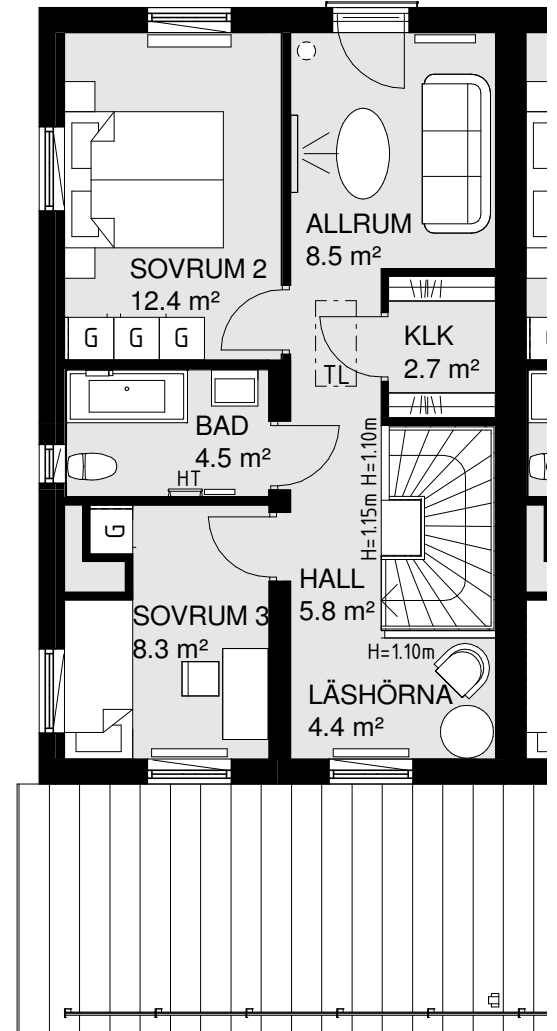 ALLRUM
8.5 m²
SOVRUM 2
12.4 m²
G G G
KLK
2.7 m²
TL
BAD
4.5 m²
HT
H=1.10m
H=1.15m
G
HALL
5.8 m²
SOVRUM 3
8.3 m²
H=1.10m
LÄSHÖRNA
4.4 m²